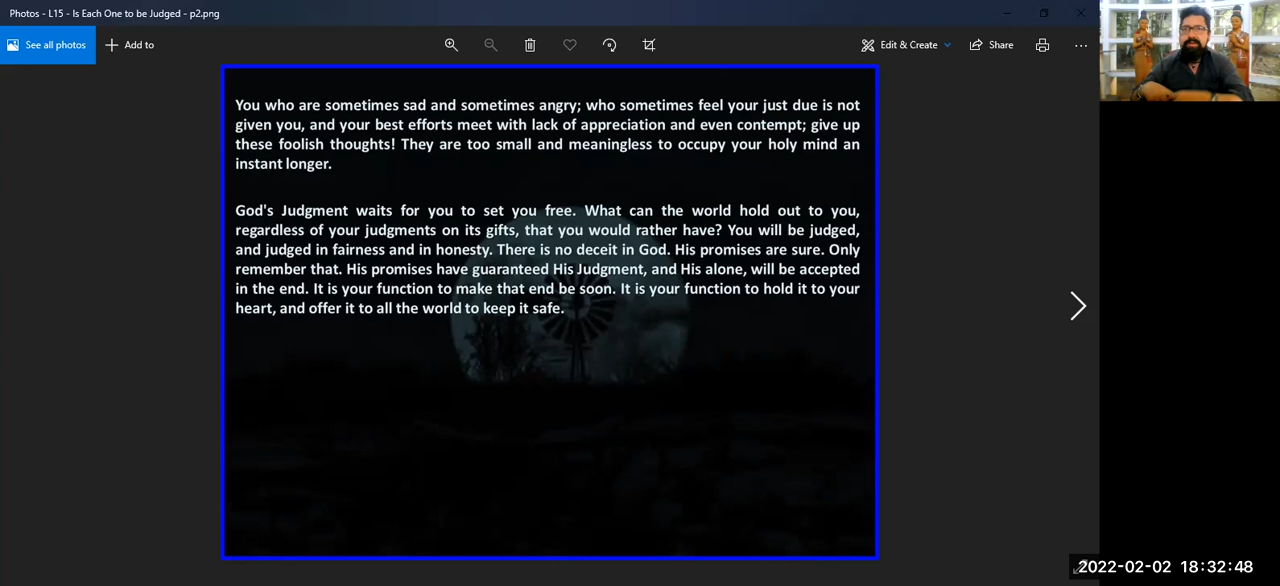 Photos - L15 - Is Each One to be Judged - p2.png
See all photos
Add to
Edit & Create
Share
You who are sometimes sad and sometimes angry; who sometimes feel your just due is not
given you, and your best efforts meet with lack of appreciation and even contempt; give up
these foolish thoughts! They are too small and meaningless to occupy your holy mind an
instant longer.
God's Judgment waits for you to set you free. What can the world hold out to you,
regardless of your judgments on its gifts, that you would rather have? You will be judged,
and judged in fairness and in honesty. There is no deceit in God. His promises are sure. Only
remember that. His promises have guaranteed His Judgment, and His alone, will be accepted
in the end. It is your function to make that end be soon. It is your function to hold it to your
heart, and offer it to all the world to keep it safe.
2022-02-02 18:32:48